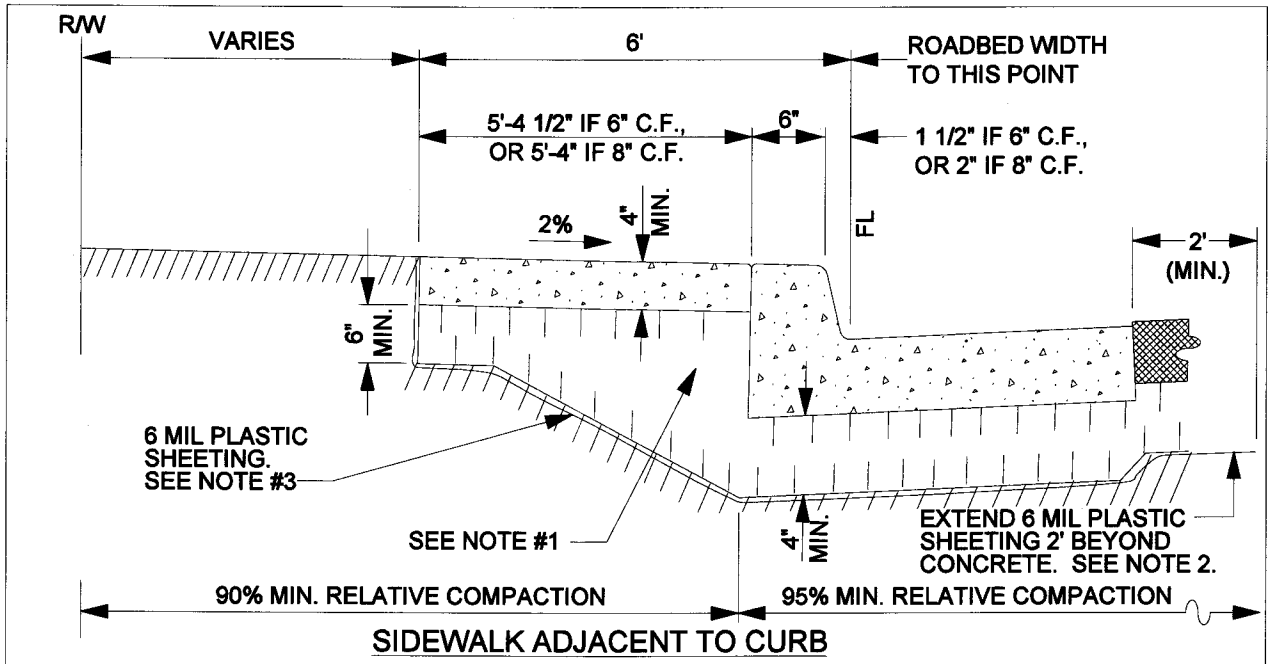 R/W
VARIES
6'
ROADBED WIDTH
TO THIS POINT
5'-4 1/2" IF 6" C.F.,
OR 5'-4" IF 8" C.F.
6"
1 1/2" IF 6" C.F.,
OR 2" IF 8" C.F.
2%
4"
MIN.
FL
2'
(MIN.)
6"
MIN.
6 MIL PLASTIC
SHEETING.
SEE NOTE #3
SEE NOTE #1
4"
MIN.
EXTEND 6 MIL PLASTIC
SHEETING 2' BEYOND
CONCRETE. SEE NOTE 2.
90% MIN. RELATIVE COMPACTION
95% MIN. RELATIVE COMPACTION
SIDEWALK ADJACENT TO CURB